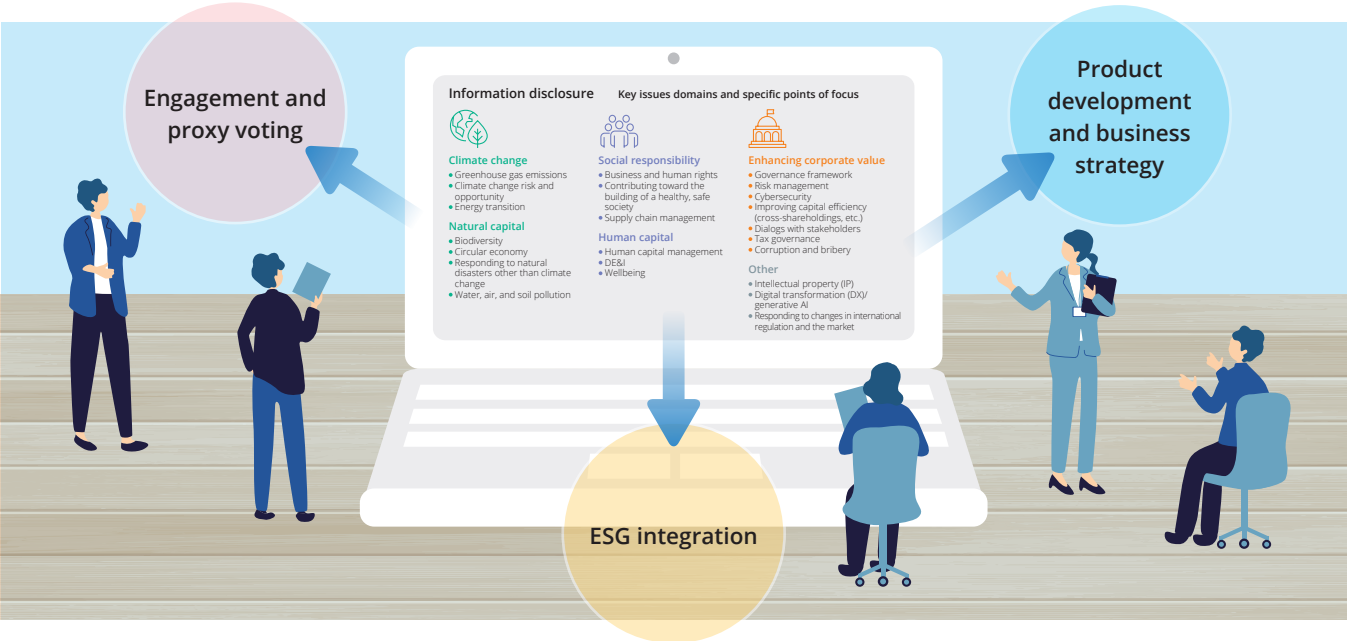 Engagement and
proxy voting
Information disclosure
Key issues domains and specific points of focus
Climate change
• Greenhouse gas emissions
• Climate change risk and
opportunity
• Energy transition
Natural capital
• Biodiversity
• Circular economy
• Responding to natural
disasters other than climate
change
• Water, air, and soil pollution
Social responsibility
• Business and human rights
• Contributing toward the
building of a healthy, safe
society
• Supply chain management
Human capital
• Human capital management
• DE&I
• Wellbeing
Enhancing corporate value
• Governance framework
• Risk management
• Cybersecurity
• Improving capital efficiency
(cross-shareholdings, etc.)
• Dialogs with stakeholders
• Tax governance
• Corruption and bribery
Other
• Intellectual property (IP)
• Digital transformation (DX)/
generative AI
• Responding to changes in international
regulation and the market
Product
development
and business
strategy
ESG integration